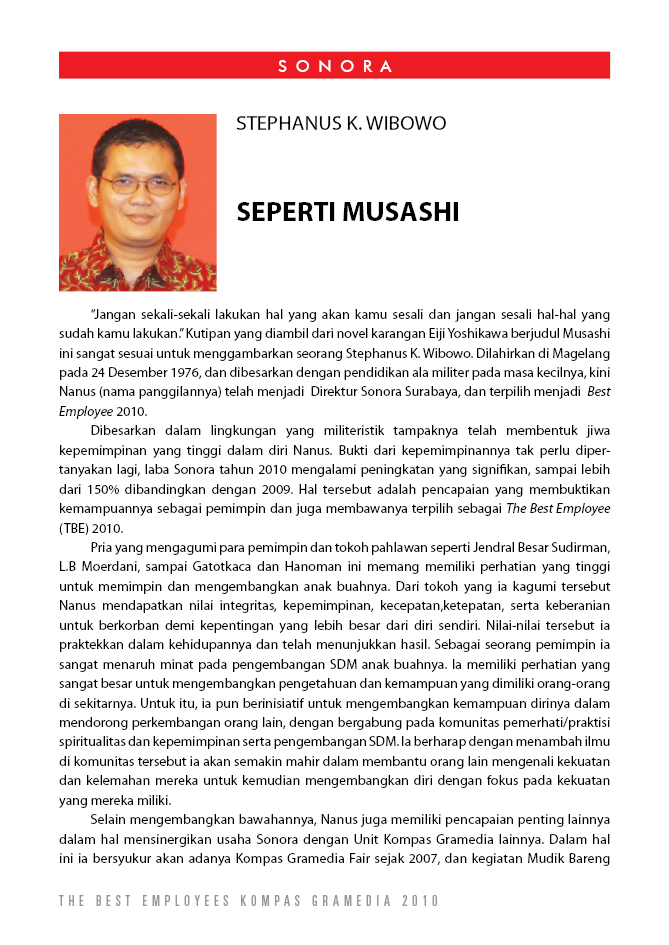 SONORA
STEPHANUS K. WIBOWO
SEPERTI MUSASHI
“Jangan sekali-sekali lakukan hal yang akan kamu sesali dan jangan sesali hal-hal yang
sudah kamu lakukan.” Kutipan yang diambil dari novel karangan Eiji Yoshikawa berjudul Musashi
ini sangat sesuai untuk menggambarkan seorang Stephanus K. Wibowo. Dilahirkan di Magelang
pada 24 Desember 1976, dan dibesarkan dengan pendidikan ala militer pada masa kecilnya, kini
Nanus (nama panggilannya) telah menjadi Direktur Sonora Surabaya, dan terpilih menjadi Best
Employee 2010.
Dibesarkan dalam lingkungan yang militeristik tampaknya telah membentuk jiwa
kepemimpinan yang tinggi dalam diri Nanus. Bukti dari kepemimpinannya tak perlu diper-
tanyakan lagi, laba Sonora tahun 2010 mengalami peningkatan yang signifikan, sampai lebih
dari 150% dibandingkan dengan 2009. Hal tersebut adalah pencapaian yang membuktikan
kemampuannya sebagai pemimpin dan juga membawanya terpilih sebagai The Best Employee
(TBE) 2010.
Pria yang mengagumi para pemimpin dan tokoh pahlawan seperti Jendral Besar Sudirman,
L.B Moerdani, sampai Gatotkaca dan Hanoman ini memang memiliki perhatian yang tinggi
untuk memimpin dan mengembangkan anak buahnya. Dari tokoh yang ia kagumi tersebut
Nanus mendapatkan nilai integritas, kepemimpinan, kecepatan,ketepatan, serta keberanian
untuk berkorban demi kepentingan yang lebih besar dari diri sendiri. Nilai-nilai tersebut ia
praktekkan dalam kehidupannya dan telah menunjukkan hasil. Sebagai seorang pemimpin ia
sangat menaruh minat pada pengembangan SDM anak buahnya. Ia memiliki perhatian yang
sangat besar untuk mengembangkan pengetahuan dan kemampuan yang dimiliki orang-orang
di sekitarnya. Untuk itu, ia pun berinisiatif untuk mengembangkan kemampuan dirinya dalam
mendorong perkembangan orang lain, dengan bergabung pada komunitas pemerhati/praktisi
spiritualitas dan kepemimpinan serta pengembangan SDM. Ia berharap dengan menambah ilmu
di komunitas tersebut ia akan semakin mahir dalam membantu orang lain mengenali kekuatan
dan kelemahan mereka untuk kemudian mengembangkan diri dengan fokus pada kekuatan
yang mereka miliki.
Selain mengembangkan bawahannya, Nanus juga memiliki pencapaian penting lainnya
dalam hal mensinergikan usaha Sonora dengan Unit Kompas Gramedia lainnya. Dalam hal
ini ia bersyukur akan adanya Kompas Gramedia Fair sejak 2007, dan kegiatan Mudik Bareng
THE BEST EMPLOYEES KOMPAS GRAMEDIA 2010